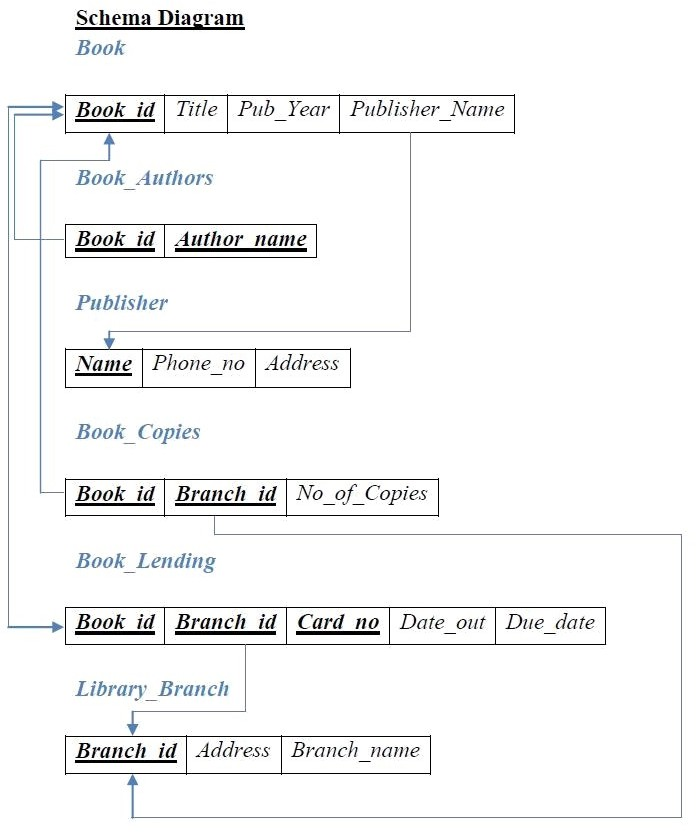 Schema Diagram
Book
Book_id Title Pub_Year Publisher_Name
Book_Authors
Book_id Author_name
Publisher
Name Phone_no Address
Book_Copies
Book_id Branch_id No_of_Copies
Book_Lending
Book_id Branch_id Card_no Date_out Due_date
Library_Branch
Branch_id Address Branch_name